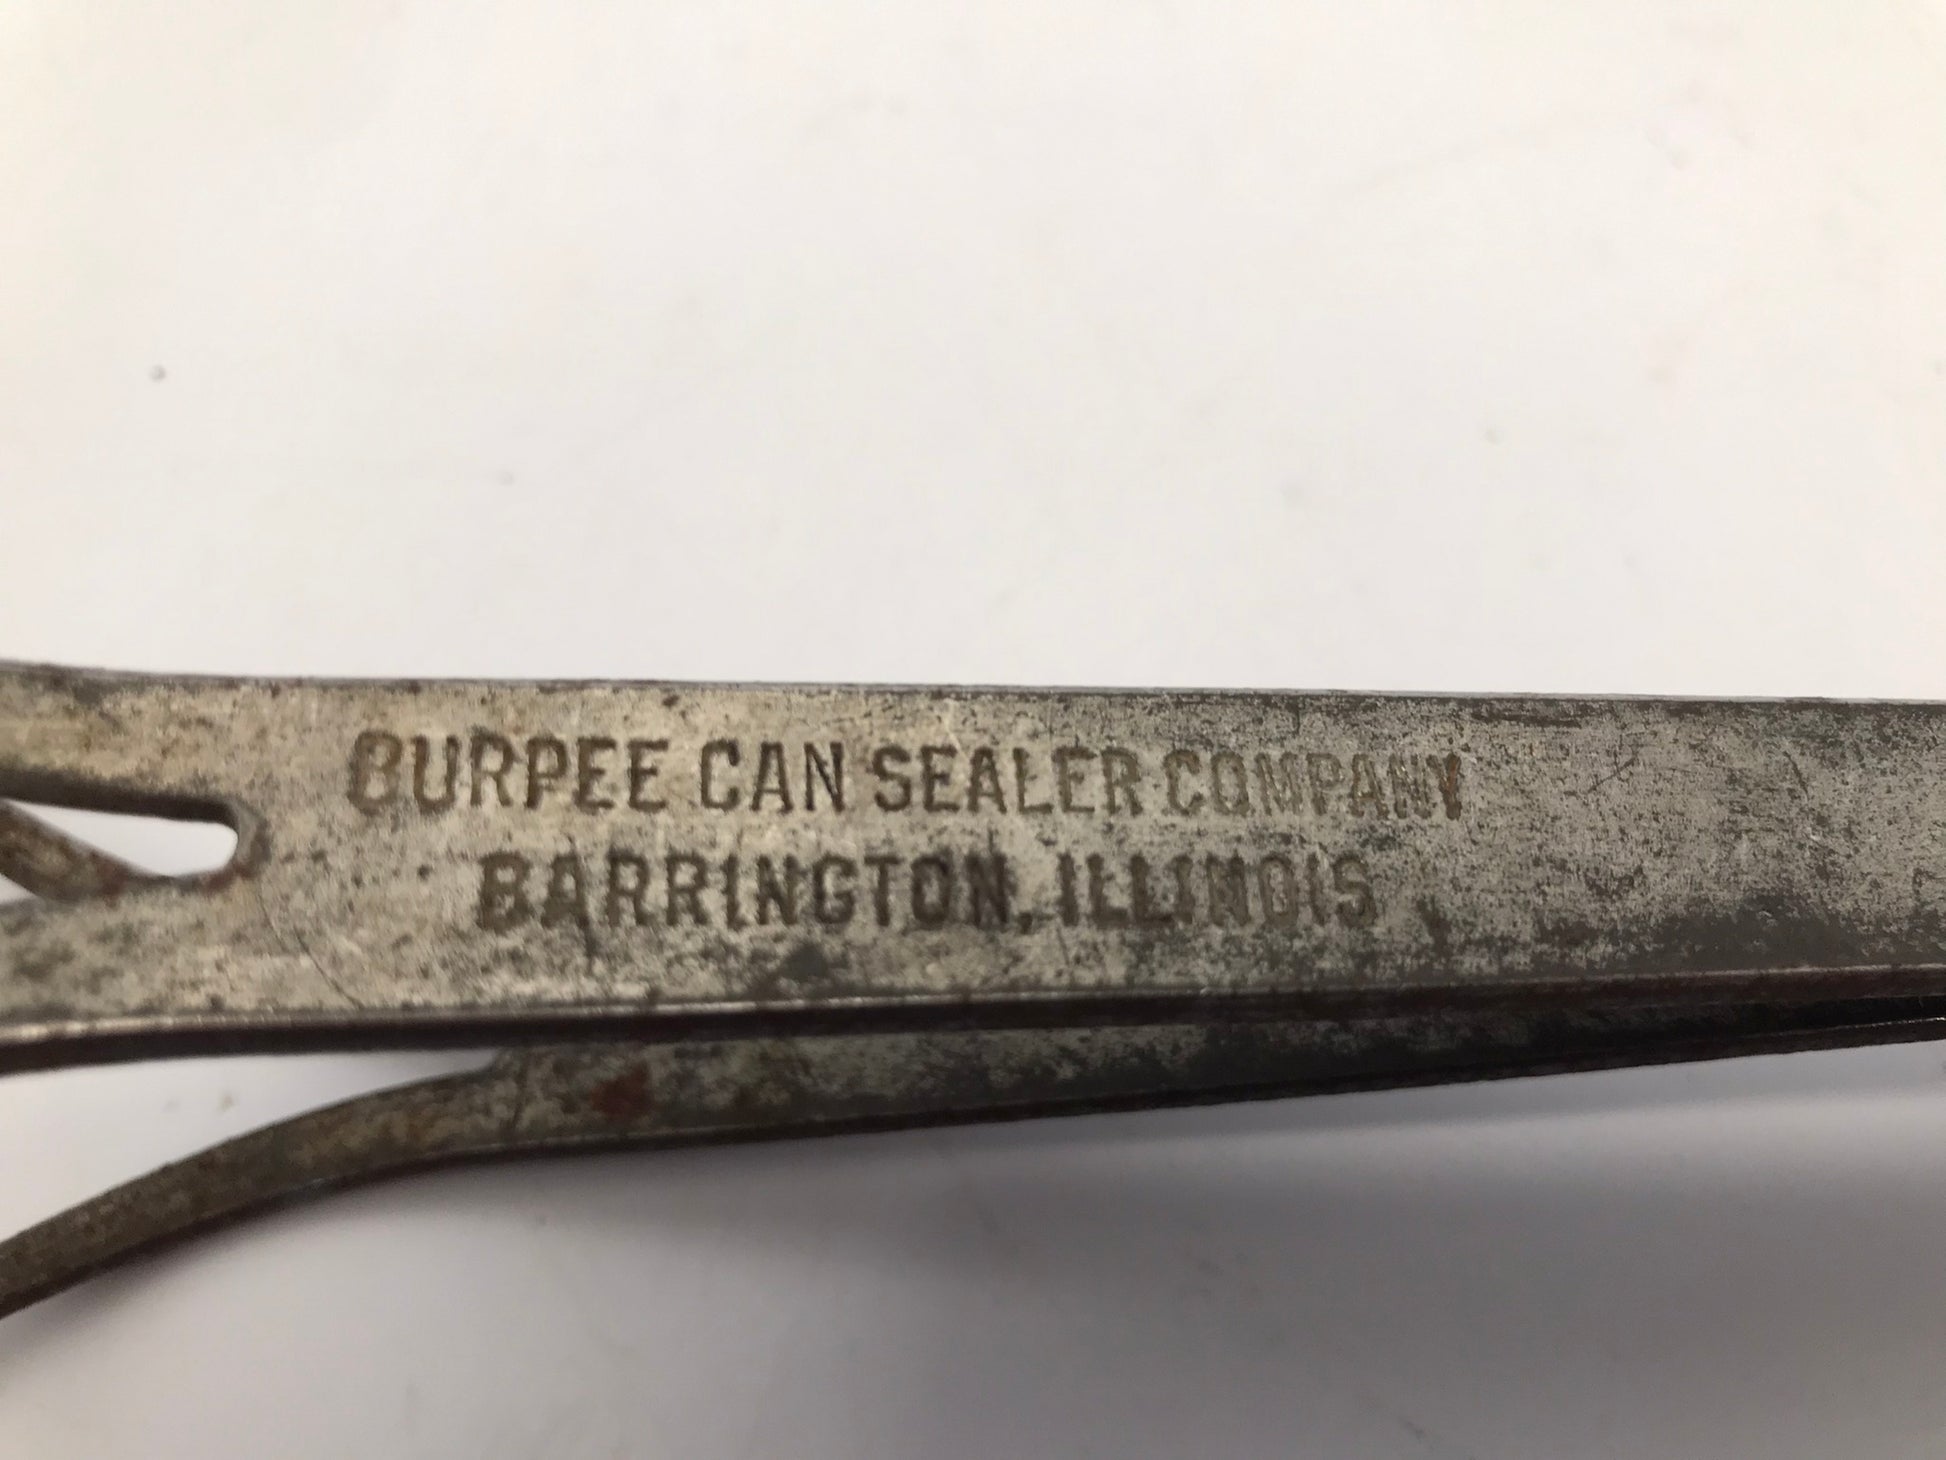 BURPEE CAN SEALER COMPANY
BARRINGTON, ILLINOIS